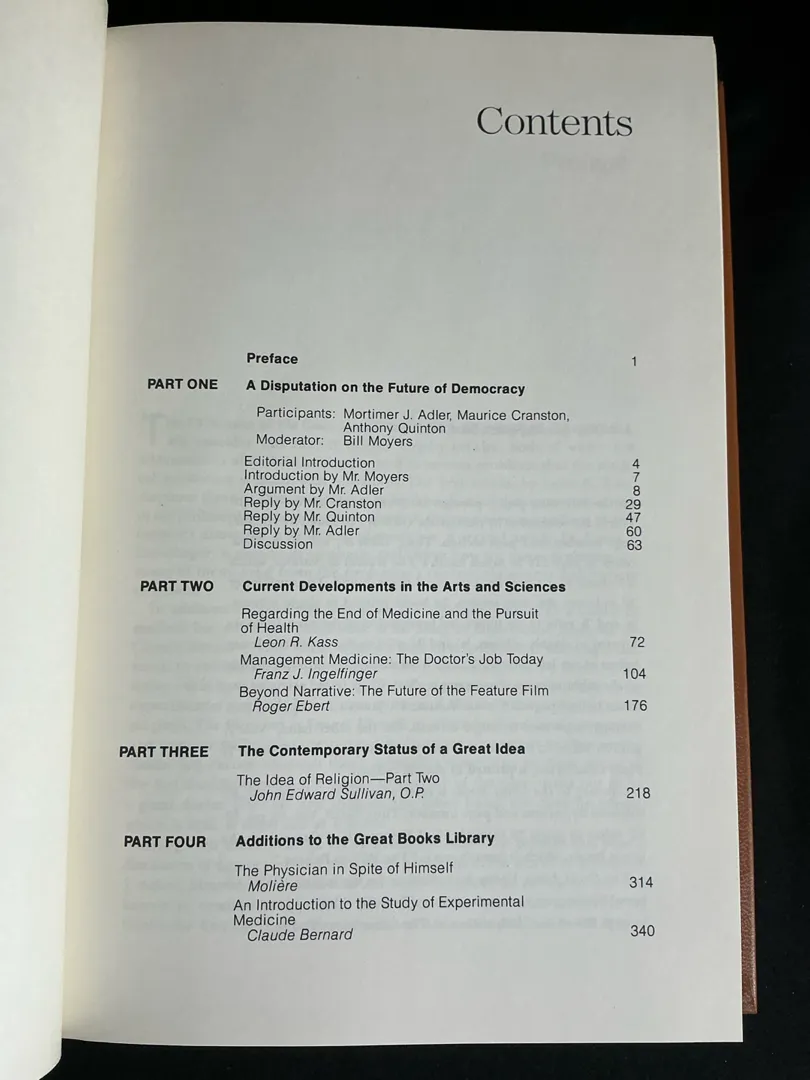 Contents
Preface 1
PART ONE A Disputation on the Future of Democracy
Participants: Mortimer J. Adler, Maurice Cranston,
Anthony Quinton
Moderator: Bill Moyers
Editorial Introduction 4
Introduction by Mr. Moyers 7
Argument by Mr. Adler 8
Reply by Mr. Cranston 29
Reply by Mr. Quinton 47
Reply by Mr. Adler 60
Discussion 63
PART TWO Current Developments in the Arts and Sciences
Regarding the End of Medicine and the Pursuit
of Health
Leon R. Kass 72
Management Medicine: The Doctor's Job Today
Franz J. Ingelfinger 104
Beyond Narrative: The Future of the Feature Film
Roger Ebert 176
PART THREE The Contemporary Status of a Great Idea
The Idea of Religion—Part Two
John Edward Sullivan, O.P. 218
PART FOUR Additions to the Great Books Library
The Physician in Spite of Himself
Molière 314
An Introduction to the Study of Experimental
Medicine
Claude Bernard 340